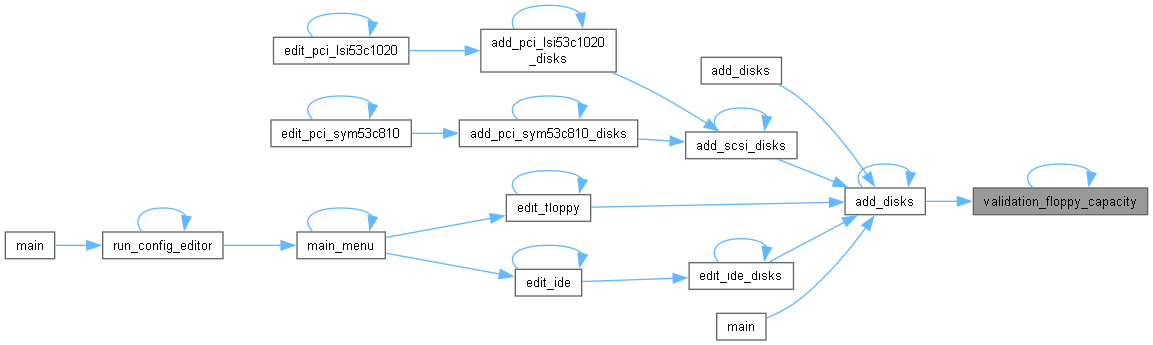 edit_pci_lsi53c1020
add_pci_lsi53c1020
_disks
add_disks
edit_pci_sym53c810
add_pci_sym53c810_disks
add_scsi_disks
edit_floppy
add_disks
validation_floppy_capacity
main
run_config_editor
main_menu
edit_ide
edit_ide_disks
main